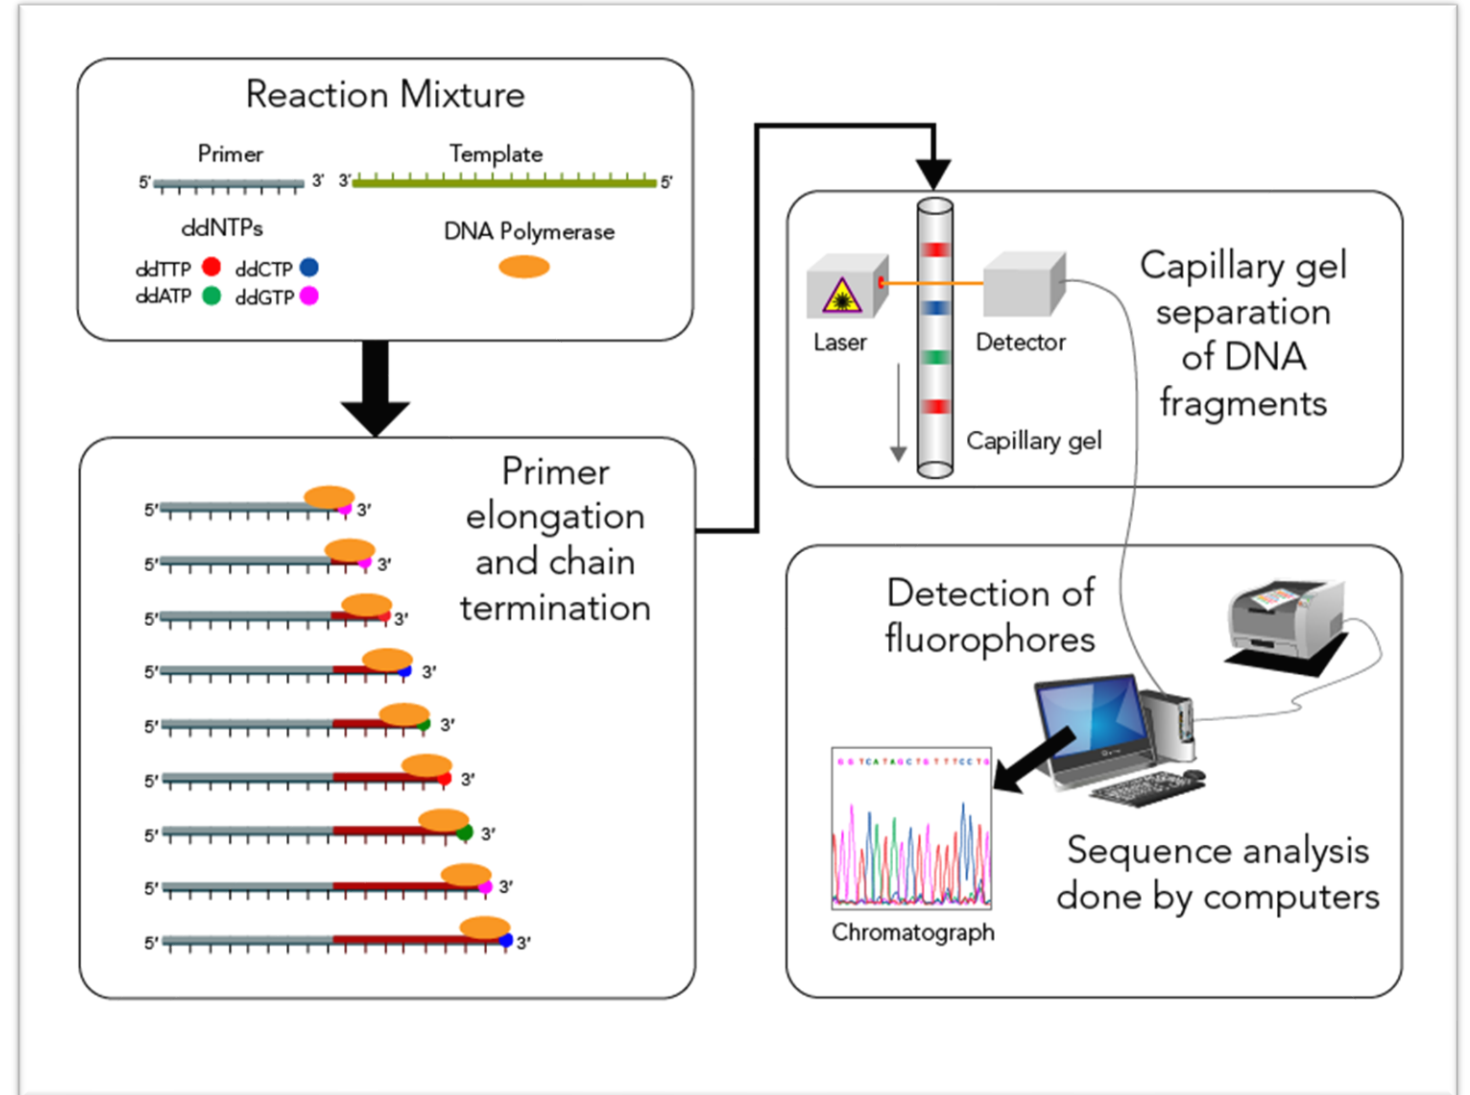 Reaction Mixture
Primer
Template
5' 3' 3' 5'
ddNTPs
DNA Polymerase
ddTTP ddCTP
ddATP ddGTP
Primer
elongation
and chain
termination
5' 3'
5' 3'
5' 3'
5' 3'
5' 3'
5' 3'
5' 3'
5' 3'
5' 3'
Capillary gel
separation
of DNA
fragments
Laser
Detector
Capillary gel
Detection of
fluorophores
G G TCA TAGCTG T T TCC T G
Chromatograph
Sequence analysis
done by computers